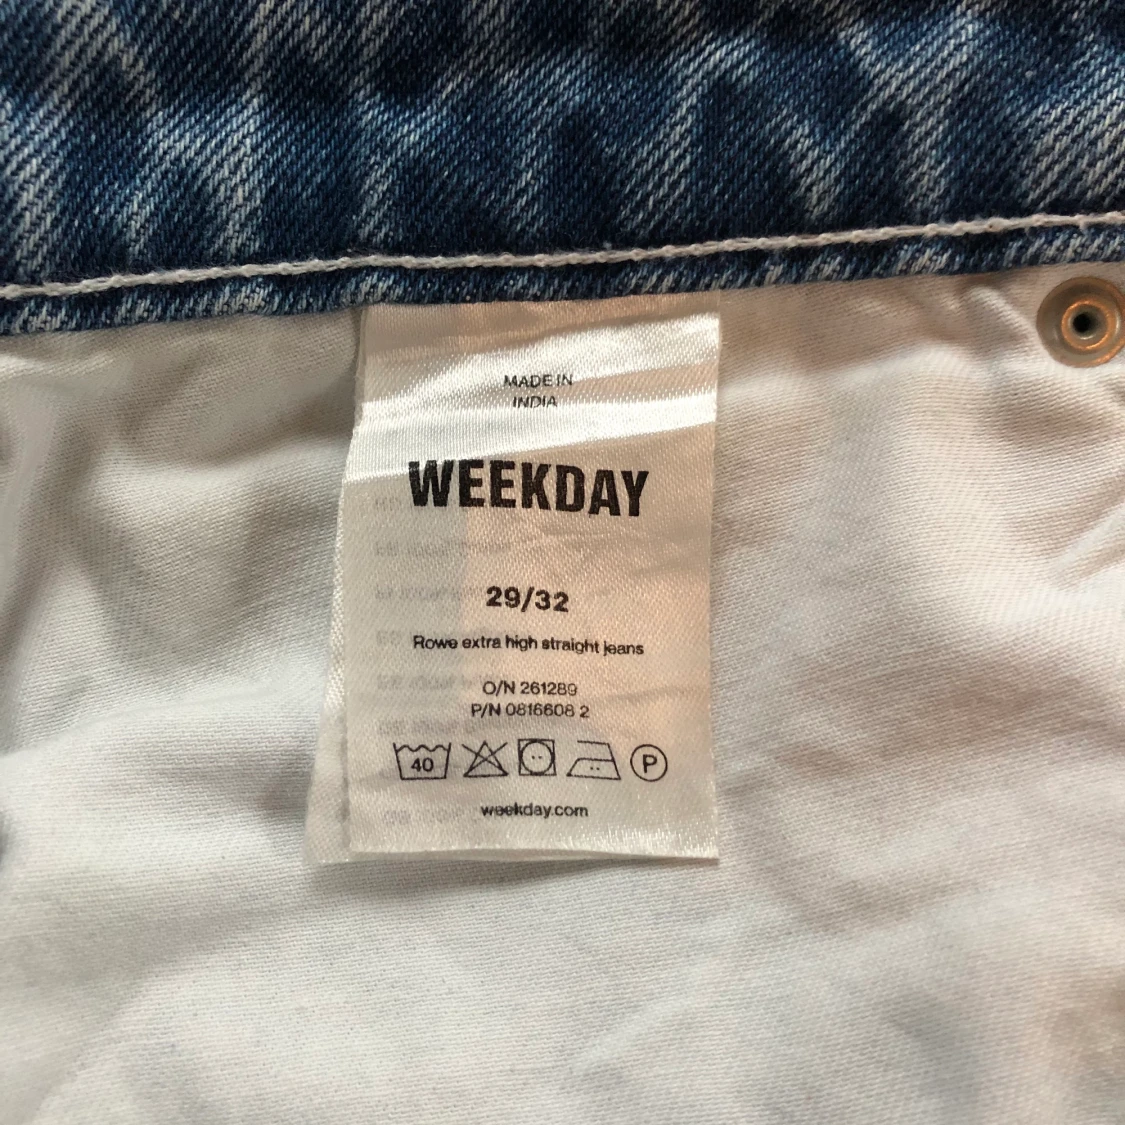 MADE IN
INDIA
WEEKDAY
29/32
Rowe extra high straight jeans
O/N 261289
P/N 0816608 2
40
P
weekday.com